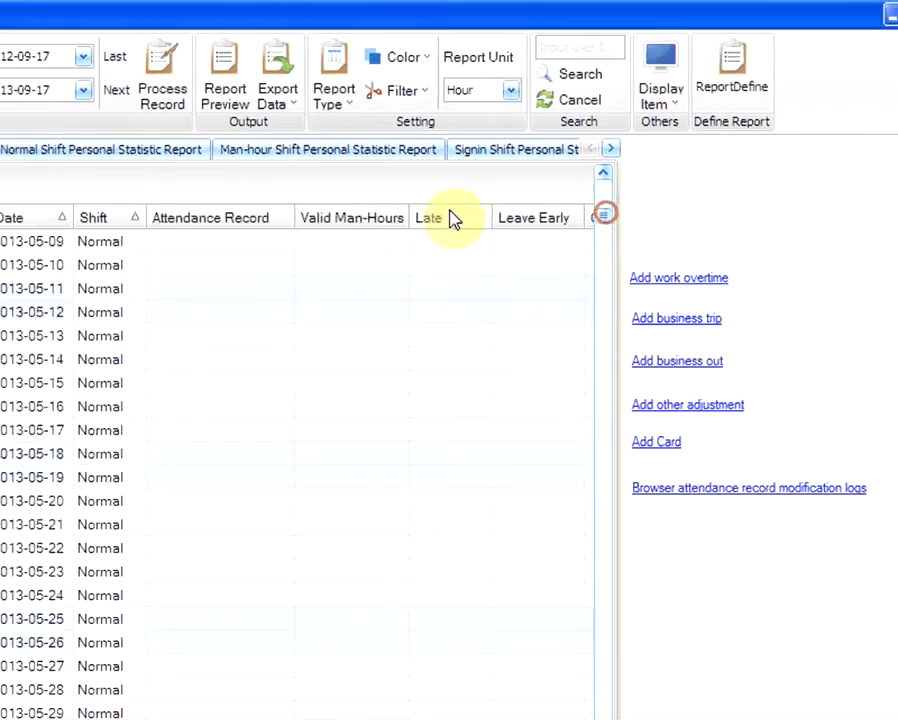 12-09-17
Last
13-09-17
Next
Process
Record
Report
Preview
Export
Data
Output
Report
Type
Color
Filter
Report Unit
Hour
Setting
Search
Cancel
Search
Display
Item
Others
ReportDefine
Define Report
Normal Shift Personal Statistic Report
Man-hour Shift Personal Statistic Report
Signin Shift Personal St
Date Shift Attendance Record Valid Man-Hours Late Leave Early
013-05-09 Normal
013-05-10 Normal
013-05-11 Normal
013-05-12 Normal
013-05-13 Normal
013-05-14 Normal
013-05-15 Normal
013-05-16 Normal
013-05-17 Normal
013-05-18 Normal
013-05-19 Normal
013-05-20 Normal
013-05-21 Normal
013-05-22 Normal
013-05-23 Normal
013-05-24 Normal
013-05-25 Normal
013-05-26 Normal
013-05-27 Normal
013-05-28 Normal
013-05-29 Normal
Add work overtime
Add business trip
Add business out
Add other adjustment
Add Card
Browser attendance record modification logs